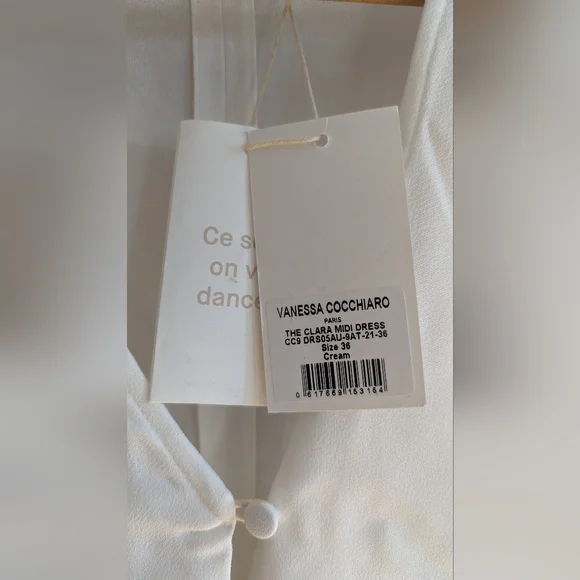 Ce
on
dance
VANESSA COCCHIARO
PARIS
THE CLARA MIDI DRESS
CC9 DRS05AU-9AT-21-36
Size 36
Cream
0 617669 153164